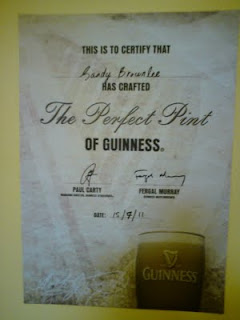 THIS IS TO CERTIFY THAT
Sandy Brownlee
HAS CRAFTED
The Perfect Pint
OF GUINNESS®
PAUL CARTY
FERGAL MURRAY
DATE: 15/7/11
GUINNESS